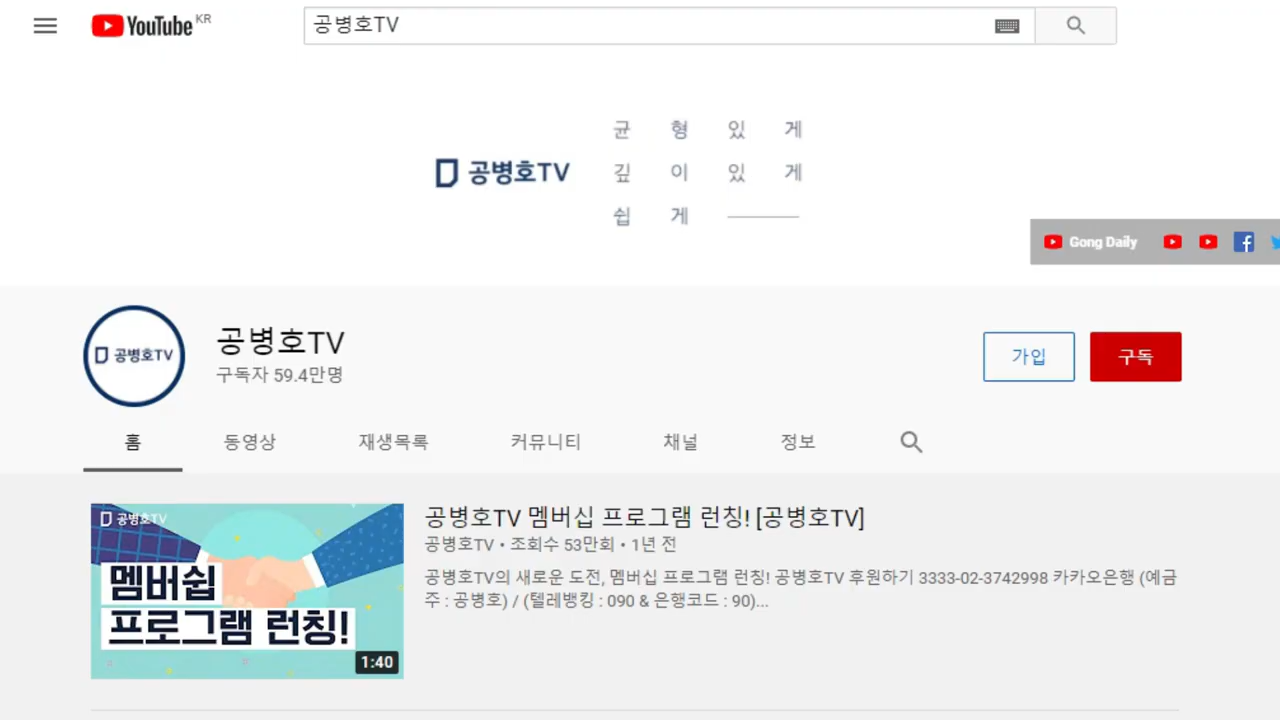 YouTube KR
공병호TV
공병호TV
균 형 있 게
깊 이 있 게
쉽 게
Gong Daily
공병호TV
공병호TV
구독자 59.4만명
가입
구독
홈 동영상 재생목록 커뮤니티 채널 정보
공병호TV
멤버쉽
프로그램 런칭!
1:40
공병호TV 멤버십 프로그램 런칭! [공병호TV]
공병호TV • 조회수 53만회 • 1년 전
공병호TV의 새로운 도전, 멤버십 프로그램 런칭! 공병호TV 후원하기 3333-02-3742998 카카오은행 (예금
주 : 공병호) / (텔레뱅킹 : 090 & 은행코드 : 90)...